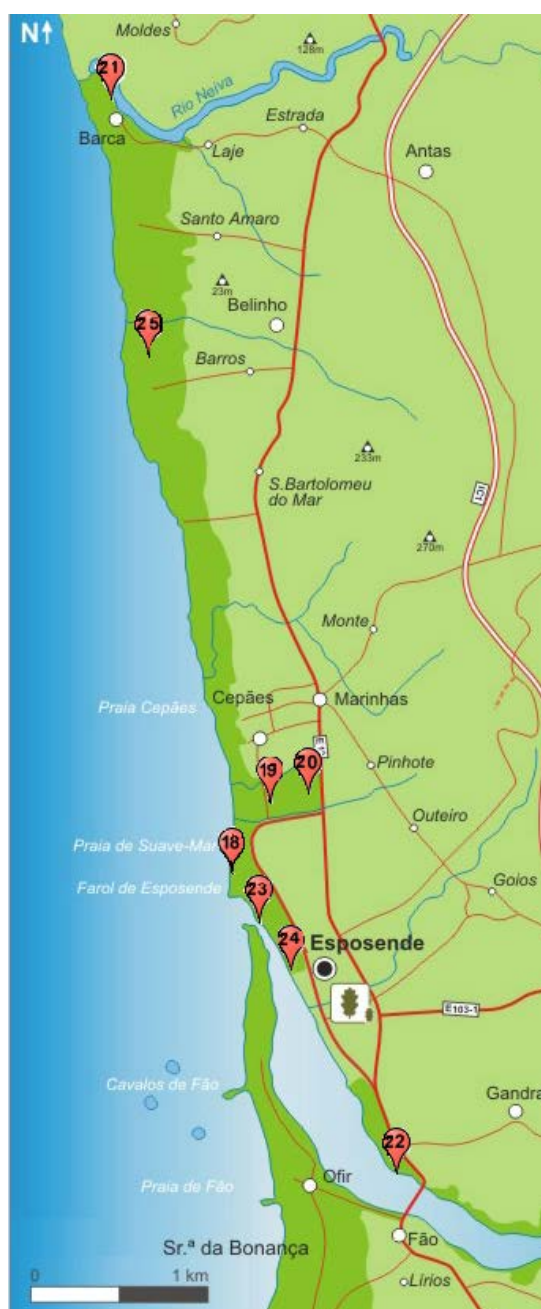 N↑
Moldes
128m
21
Rio Neiva
Barca
Estrada
Laje
Antas
Santo Amaro
23m
Belinho
25
Barros
233m
S.Bartolomeu
do Mar
IC1
270m
Monte
Praia Cepães
Cepães
Marinhas
19
20
Pinhote
Outeiro
18
Praia de Suave-Mar
Farol de Esposende
23
Goios
24
Esposende
E103-1
Cavalos de Fão
Gandra
22
Praia de Fão
Ofir
Sr.ª da Bonança
Fão
0
1 km
Lírios